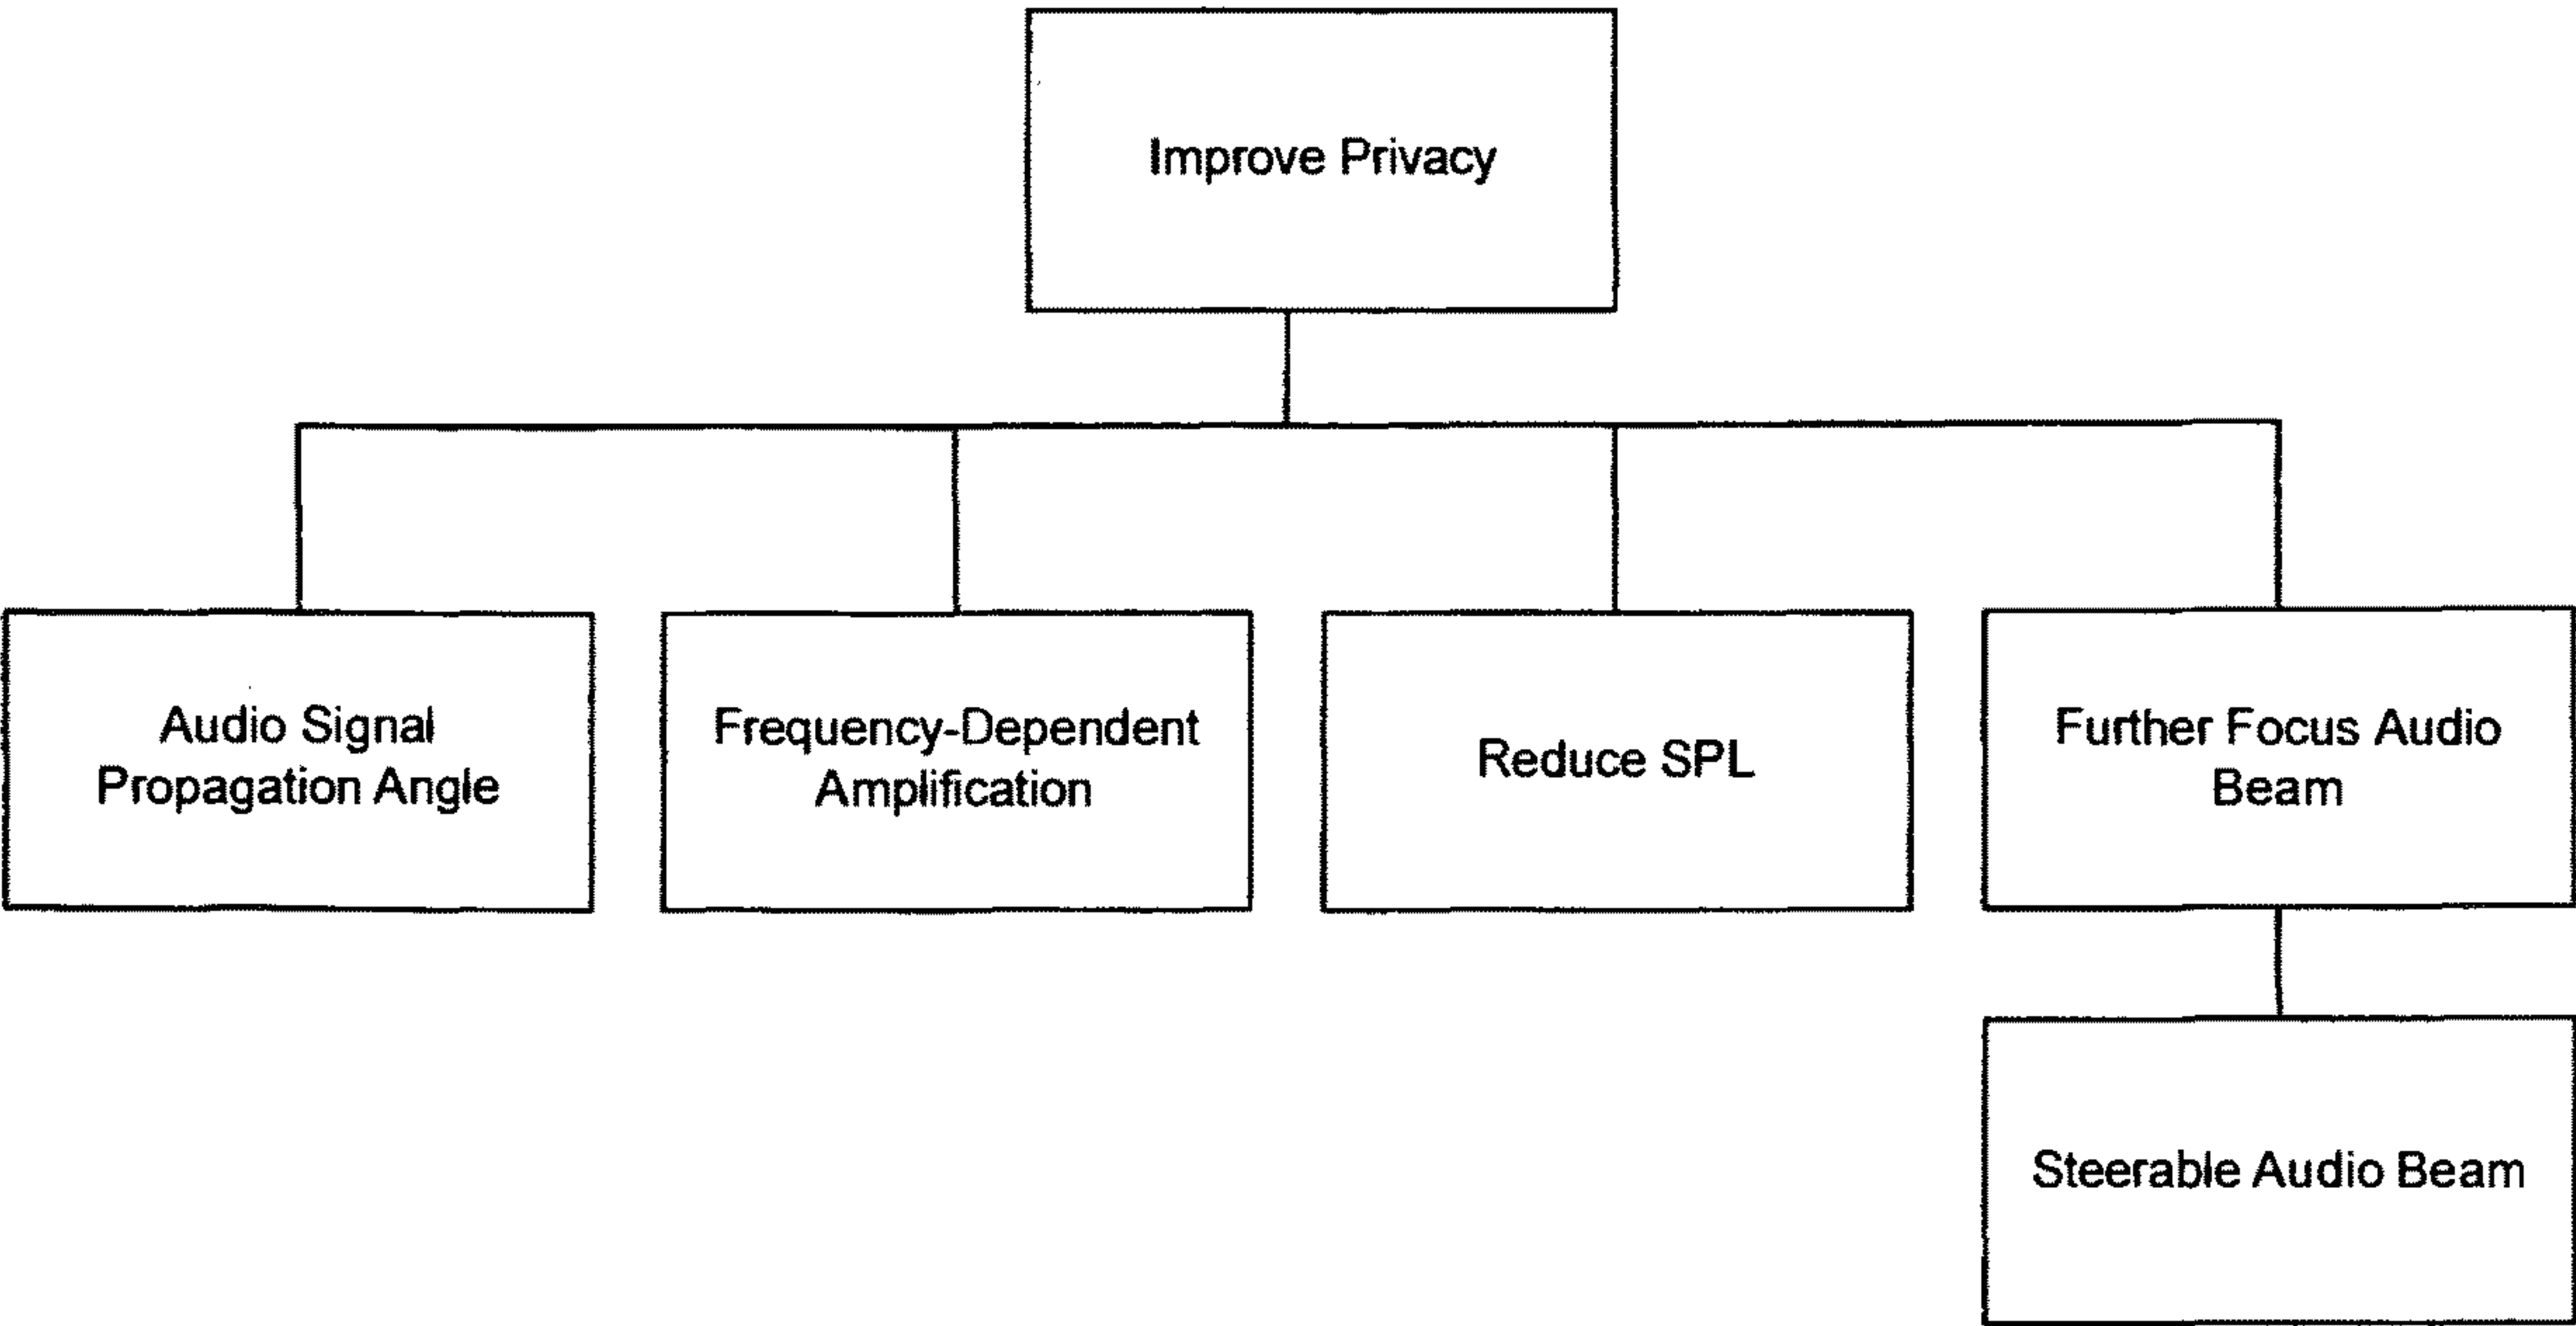 Improve Privacy
Audio Signal
Propagation Angle
Frequency-Dependent
Amplification
Reduce SPL
Further Focus Audio
Beam
Steerable Audio Beam